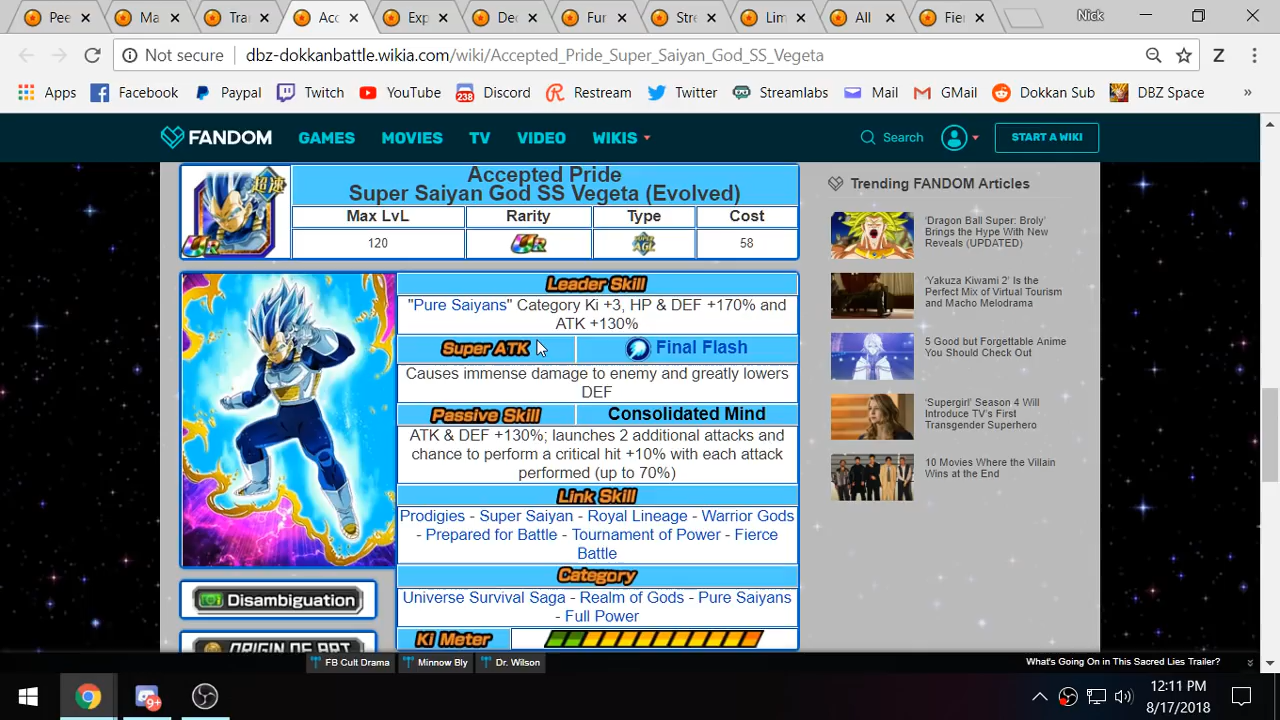 Pee
Ma
Tra
Acc
Exp
De
Fur
Stre
Lim
All
Fier
Nick
Not secure
dbz-dokkanbattle.wikia.com/wiki/Accepted_Pride_Super_Saiyan_God_SS_Vegeta
Z
Apps
Facebook
Paypal
Twitch
YouTube
238
Discord
Restream
Twitter
Streamlabs
Mail
GMail
Dokkan Sub
DBZ Space
»
FANDOM
GAMES
MOVIES
TV
VIDEO
WIKIS
Search
START A WIKI
Accepted Pride
Super Saiyan God SS Vegeta (Evolved)
Max LvL
Rarity
Type
Cost
超速
UR
120
UR
58
Leader Skill
"Pure Saiyans" Category Ki +3, HP & DEF +170% and
ATK +130%
Super ATK
Final Flash
Causes immense damage to enemy and greatly lowers
DEF
Passive Skill
Consolidated Mind
ATK & DEF +130%; launches 2 additional attacks and
chance to perform a critical hit +10% with each attack
performed (up to 70%)
Link Skill
Prodigies - Super Saiyan - Royal Lineage - Warrior Gods
- Prepared for Battle - Tournament of Power - Fierce
Battle
Category
Universe Survival Saga - Realm of Gods - Pure Saiyans
- Full Power
Ki Meter
Disambiguation
ORIGIN OF ART
Trending FANDOM Articles
'Dragon Ball Super: Broly'
Brings the Hype With New
Reveals (UPDATED)
'Yakuza Kiwami 2' Is the
Perfect Mix of Virtual Tourism
and Macho Melodrama
5 Good but Forgettable Anime
You Should Check Out
'Supergirl' Season 4 Will
Introduce TV's First
Transgender Superhero
10 Movies Where the Villain
Wins at the End
FB Cult Drama
Minnow Bly
Dr. Wilson
What's Going On in This Sacred Lies Trailer?
9+
12:11 PM
8/17/2018